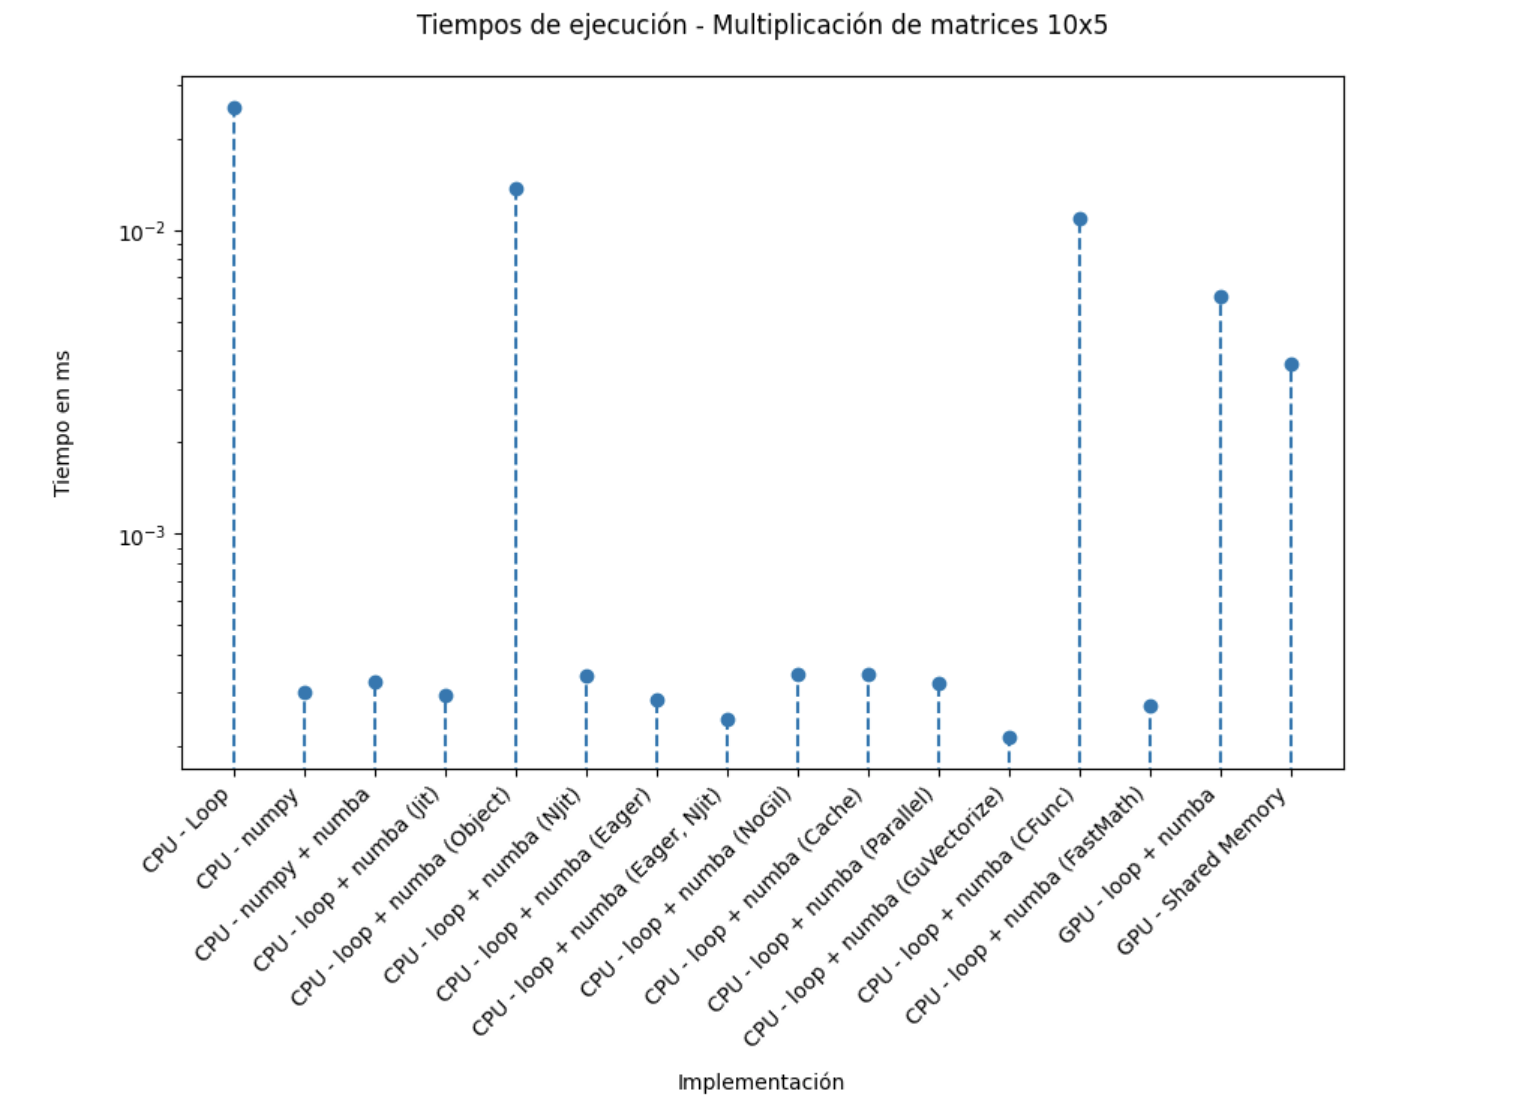 Tiempos de ejecución - Multiplicación de matrices 10x5
Tiempo en ms
10⁻²
10⁻³
CPU - Loop
CPU - numpy
CPU - numpy + numba
CPU - loop + numba (Jit)
CPU - loop + numba (Object)
CPU - loop + numba (NJit)
CPU - loop + numba (Eager)
CPU - loop + numba (Eager, NJit)
CPU - loop + numba (NoGil)
CPU - loop + numba (Cache)
CPU - loop + numba (Parallel)
CPU - loop + numba (GuVectorize)
CPU - loop + numba (CFunc)
CPU - loop + numba (FastMath)
GPU - loop + numba
GPU - Shared Memory
Implementación